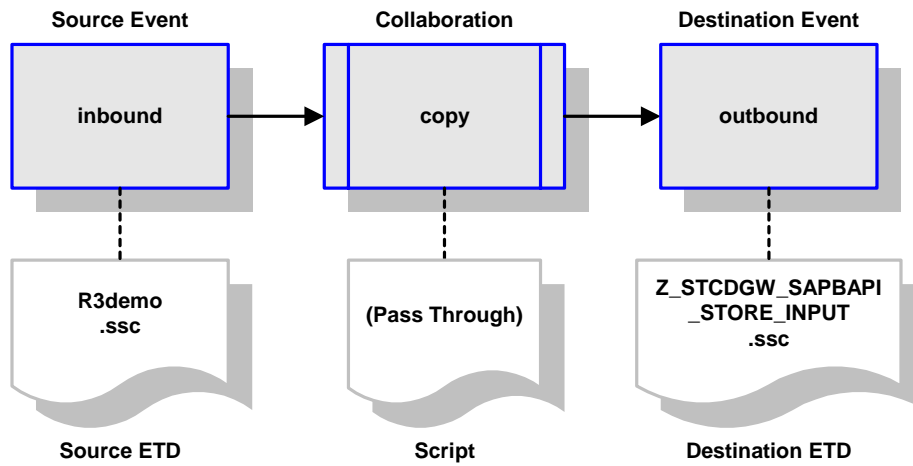 Source Event
Collaboration
Destination Event
inbound
copy
outbound
R3demo
.ssc
(Pass Through)
Z_STCDGW_SAPBAPI
_STORE_INPUT
.ssc
Source ETD
Script
Destination ETD